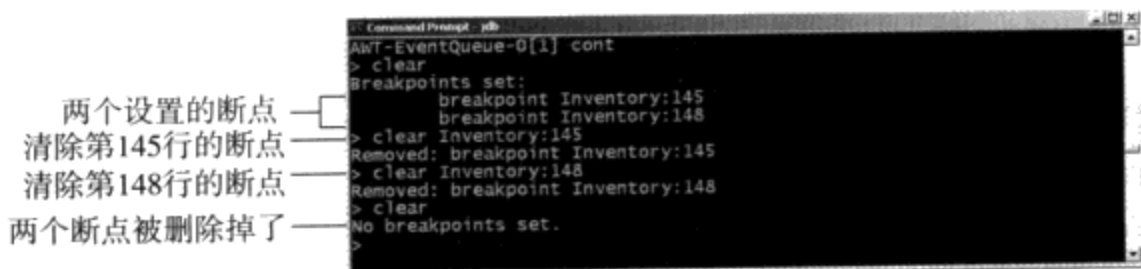 Command Prompt - jdb
AWT-EventQueue-0[1] cont
> clear
Breakpoints set:
breakpoint Inventory:145
breakpoint Inventory:148
> clear Inventory:145
Removed: breakpoint Inventory:145
> clear Inventory:148
Removed: breakpoint Inventory:148
> clear
No breakpoints set.
>
两个设置的断点
清除第145行的断点
清除第148行的断点
两个断点被删除掉了